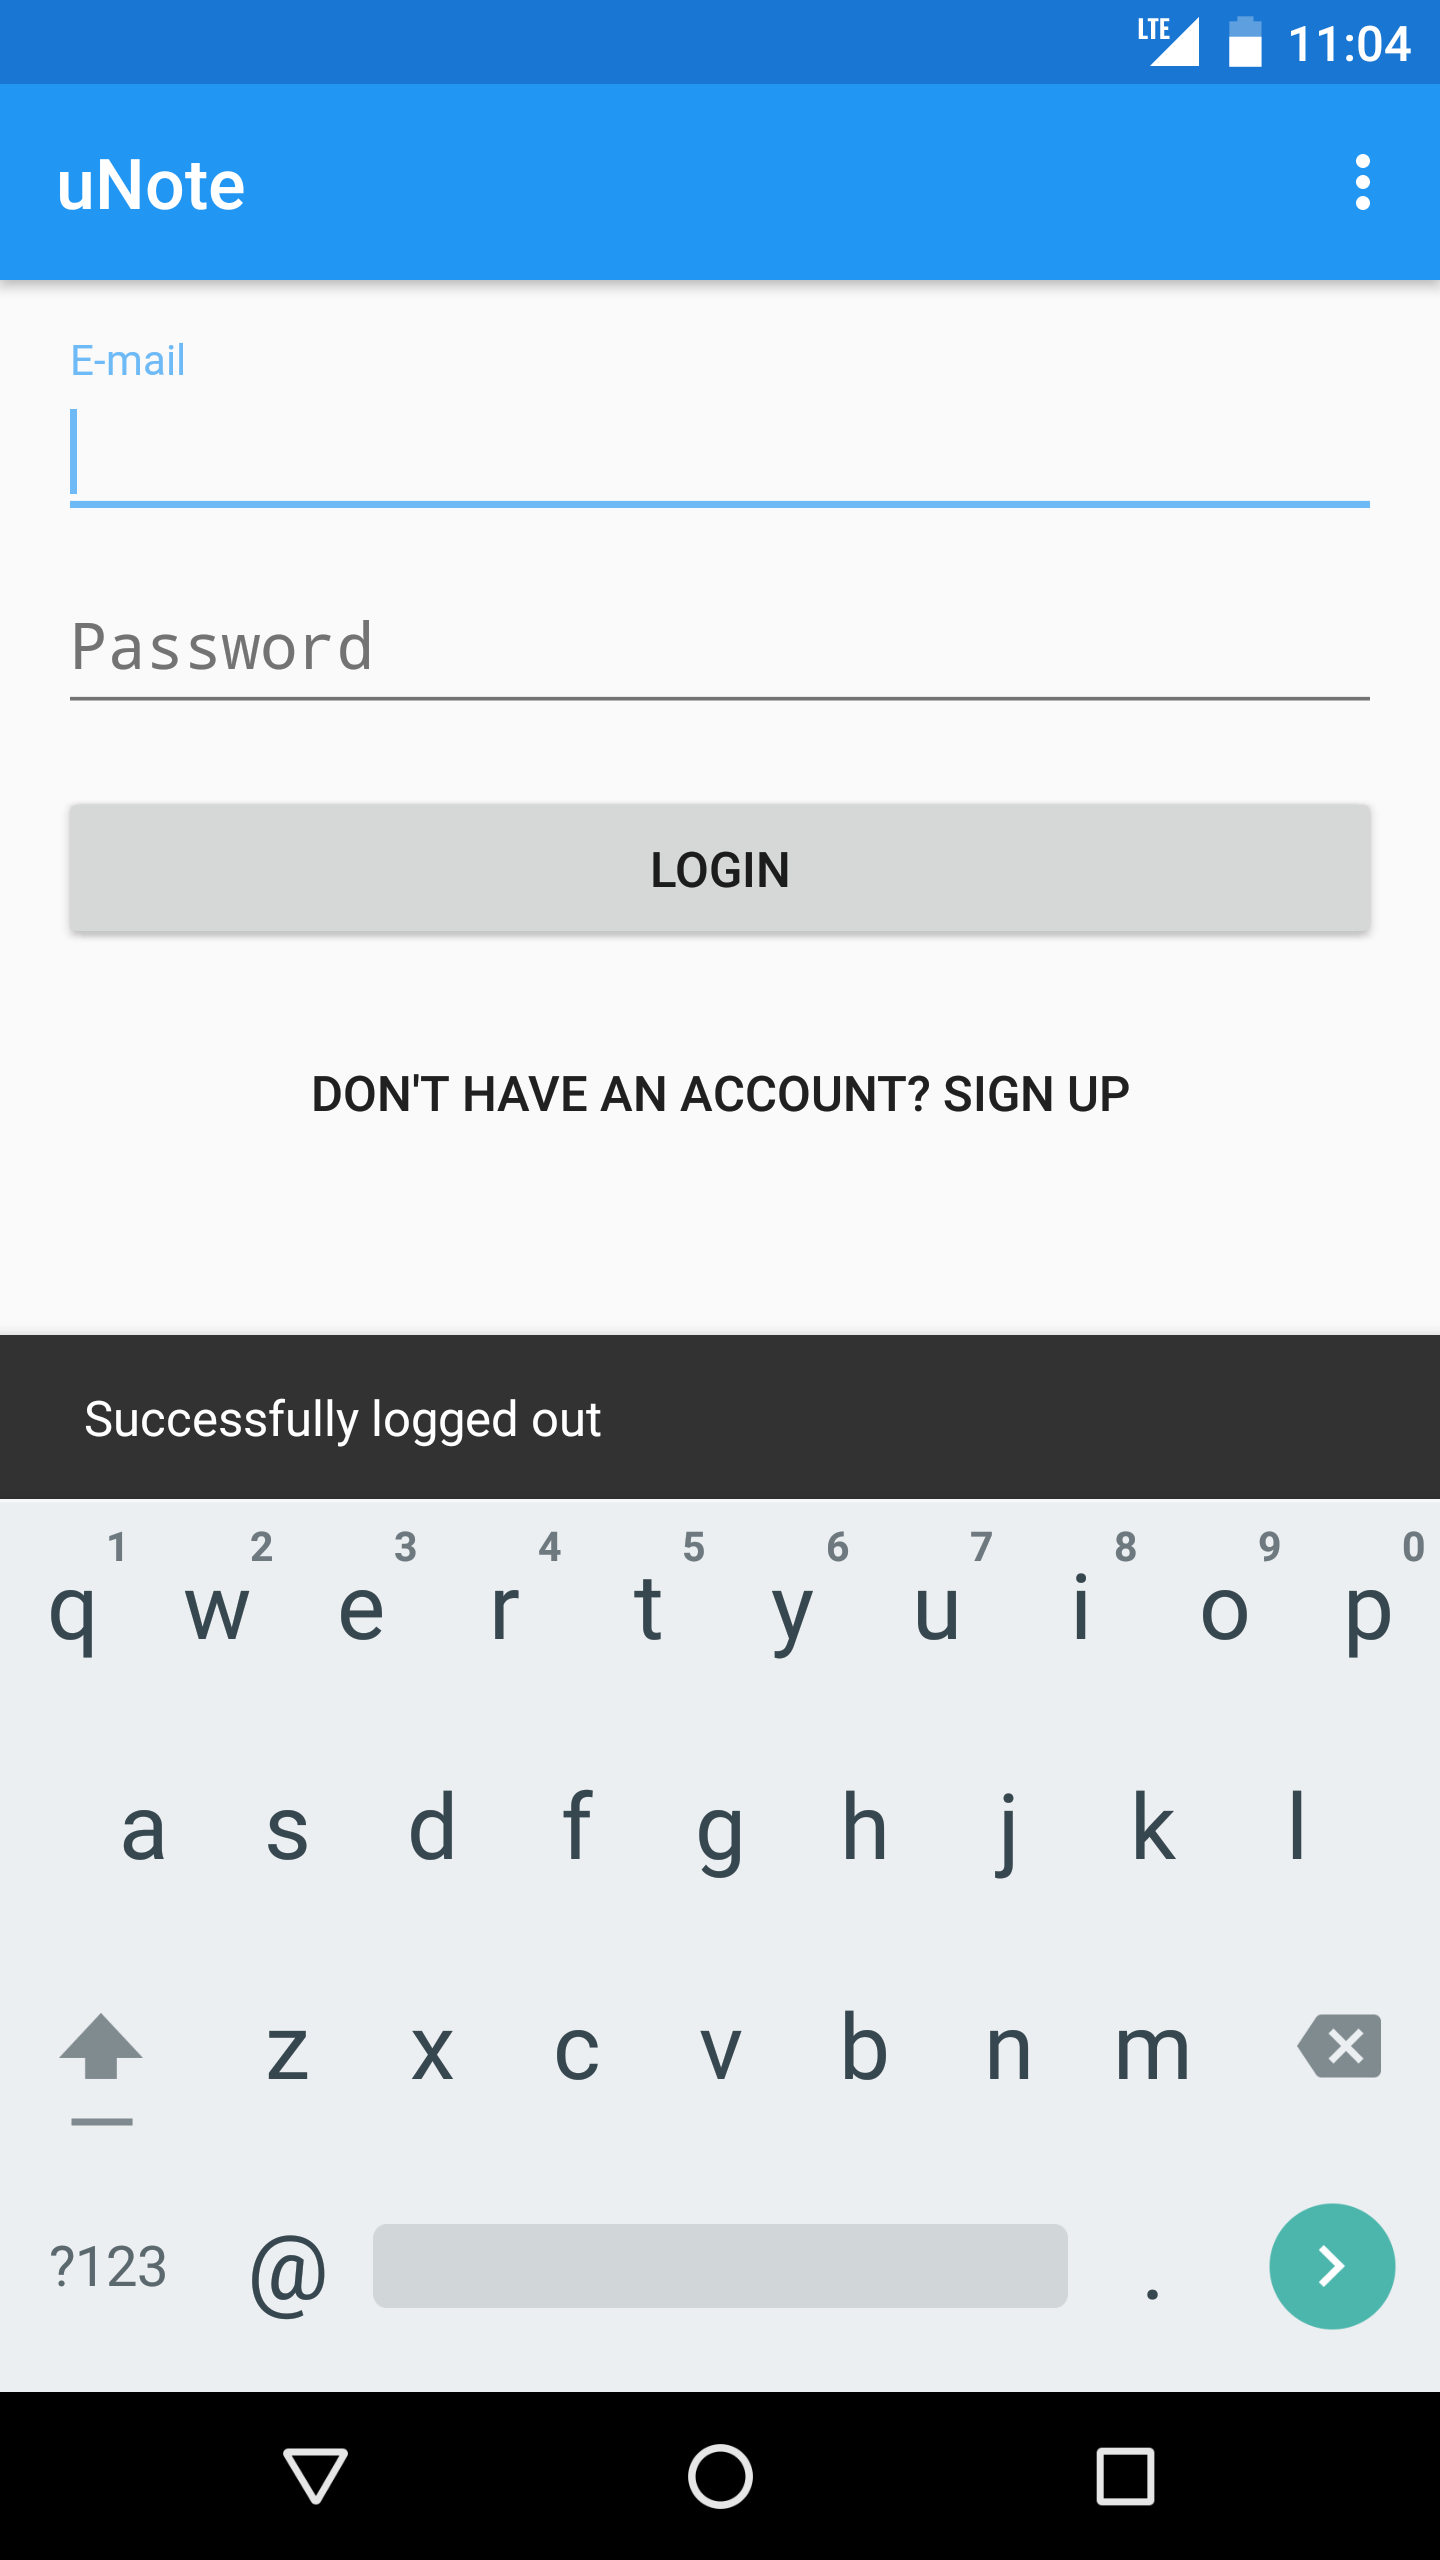 LTE 11:04
uNote
E-mail
Password
LOGIN
DON'T HAVE AN ACCOUNT? SIGN UP
Successfully logged out
1 2 3 4 5 6 7 8 9 0
q w e r t y u i o p
a s d f g h j k l
z x c v b n m
?123 @ .